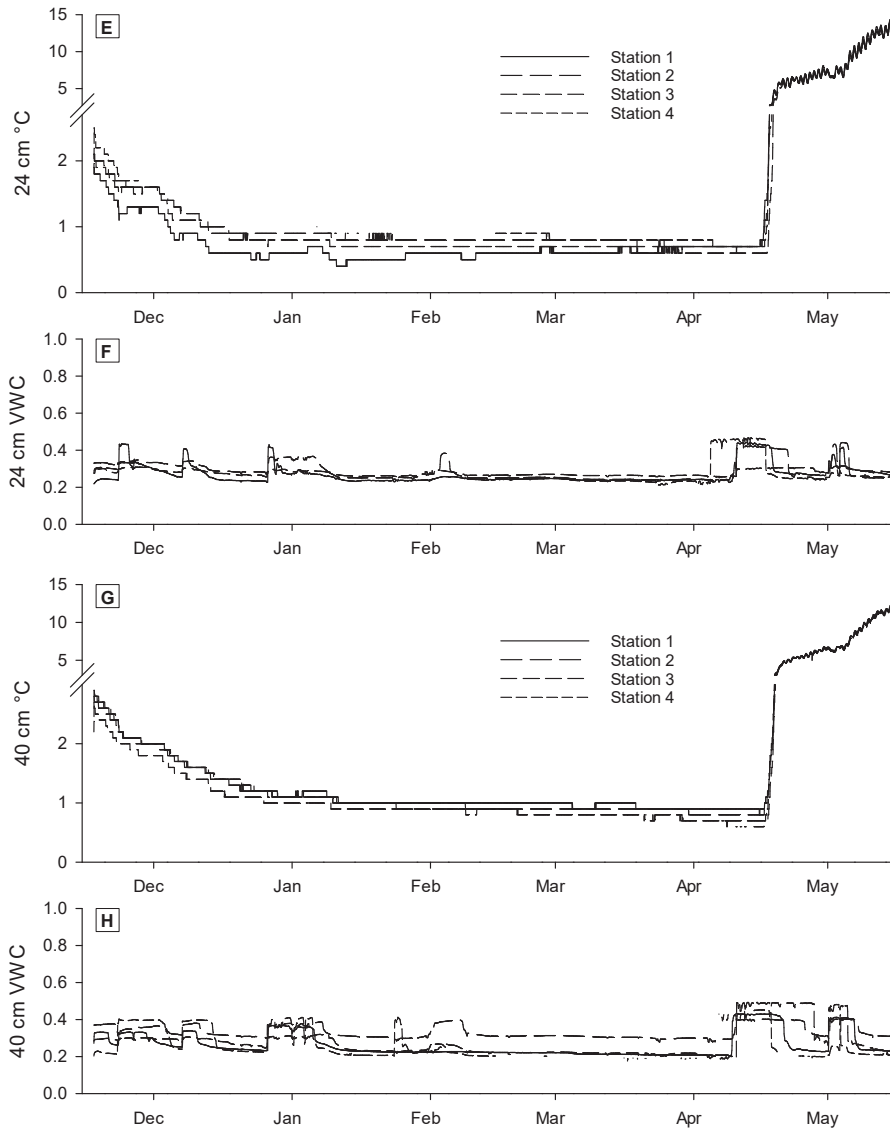 E
15
10
5
2
1
0
24 cm °C
Station 1
Station 2
Station 3
Station 4
Dec Jan Feb Mar Apr May
F
1.0
0.8
0.6
0.4
0.2
0.0
24 cm VWC
Dec Jan Feb Mar Apr May
G
15
10
5
2
1
0
40 cm °C
Station 1
Station 2
Station 3
Station 4
Dec Jan Feb Mar Apr May
H
1.0
0.8
0.6
0.4
0.2
0.0
40 cm VWC
Dec Jan Feb Mar Apr May